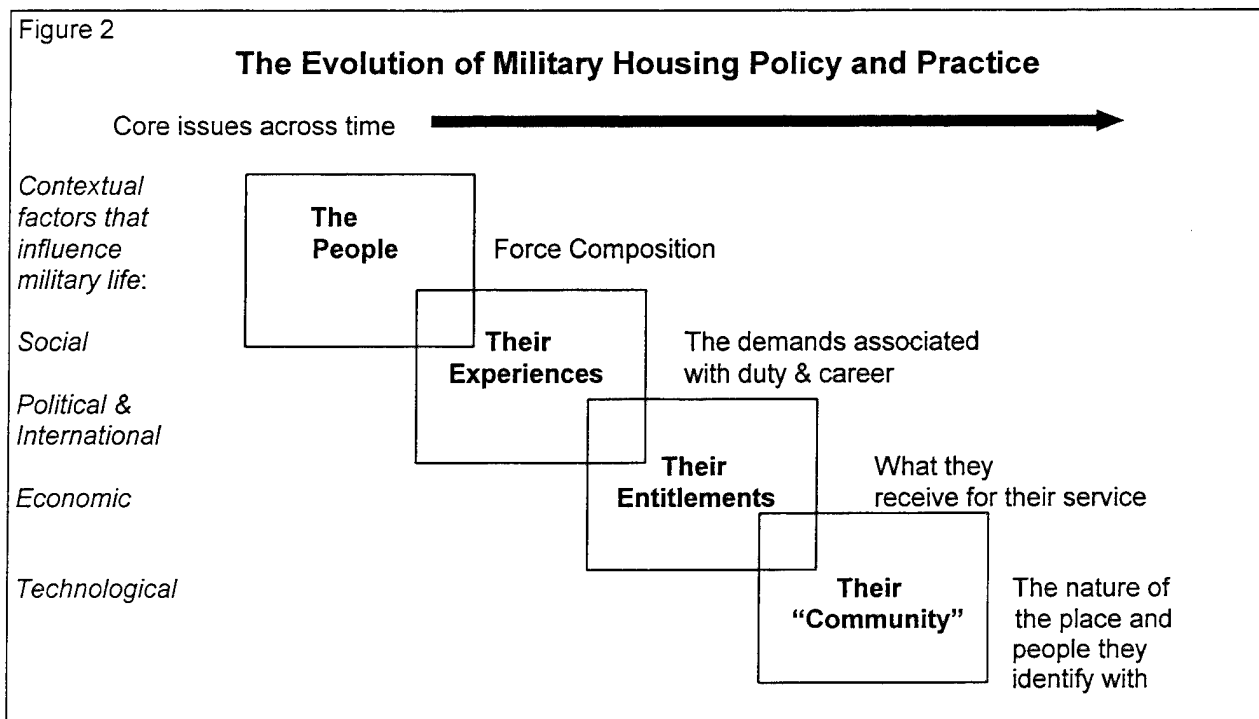 Figure 2
The Evolution of Military Housing Policy and Practice
Core issues across time
Contextual
factors that
influence
military life:
The
People
Force Composition
Social
Their
Experiences
The demands associated
with duty & career
Political &
International
Their
Entitlements
What they
receive for their service
Economic
Technological
Their
“Community”
The nature of
the place and
people they
identify with